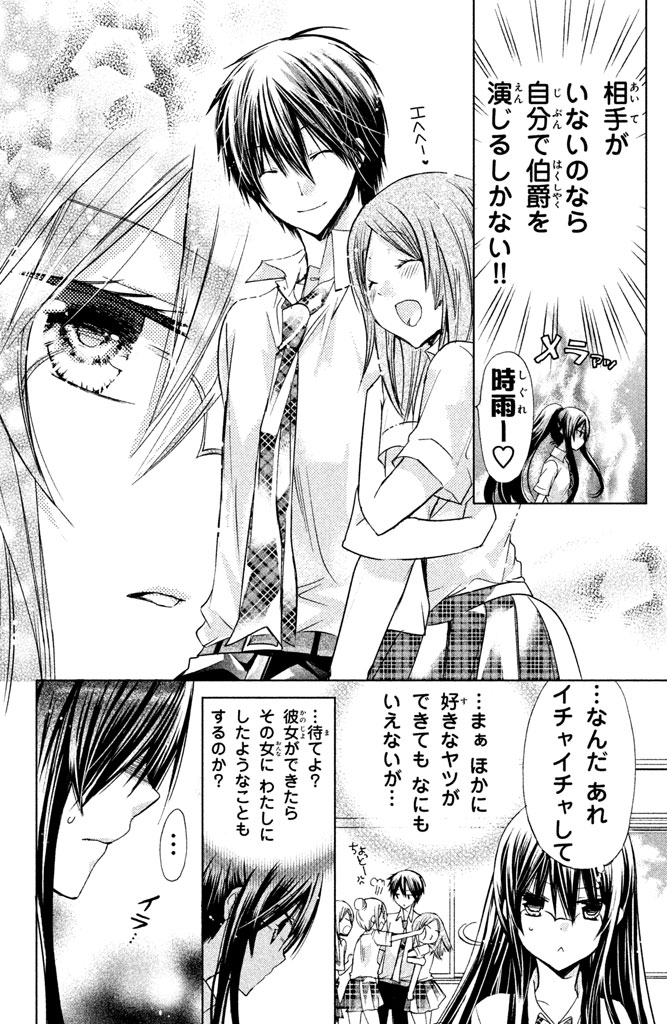 相手が
いないのなら
自分で伯爵を
演じるしかない!!
メラァッ
時雨ー♡
エヘヘー♡
…なんだ あれ
イチャイチャして
…まぁ ほかに
好きなヤツが
できても なにも
いえないが…
ちょっとー
…待てよ?
彼女ができたら
その女に わたしに
したようなことも
するのか?
…
イラ…